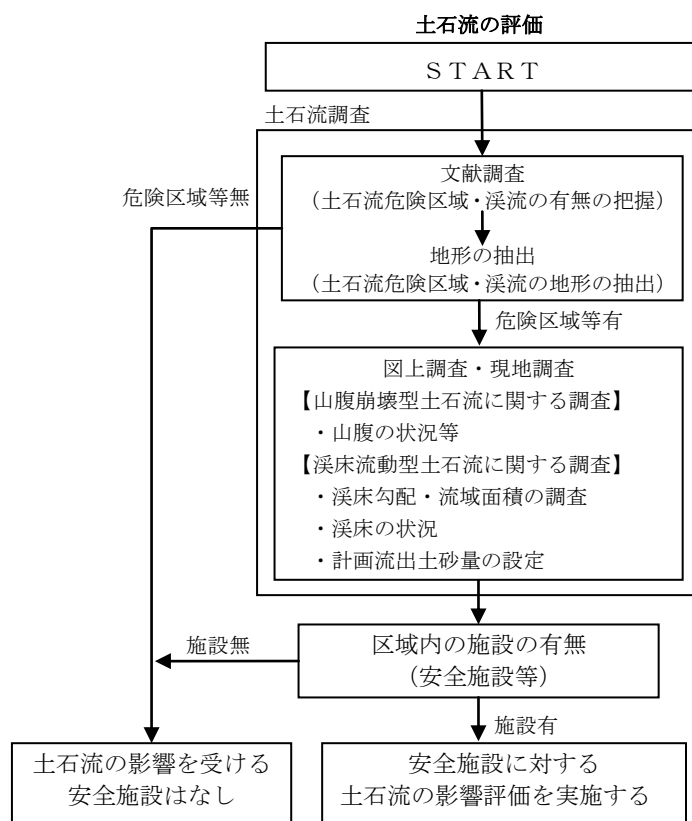 土石流の評価
ＳＴＡＲＴ
土石流調査
文献調査
（土石流危険区域・渓流の有無の把握）
危険区域等無
地形の抽出
（土石流危険区域・渓流の地形の抽出）
危険区域等有
図上調査・現地調査
【山腹崩壊型土石流に関する調査】
・山腹の状況等
【渓床流動型土石流に関する調査】
・渓床勾配・流域面積の調査
・渓床の状況
・計画流出土砂量の設定
施設無
区域内の施設の有無
（安全施設等）
施設有
土石流の影響を受ける
安全施設はなし
安全施設に対する
土石流の影響評価を実施する